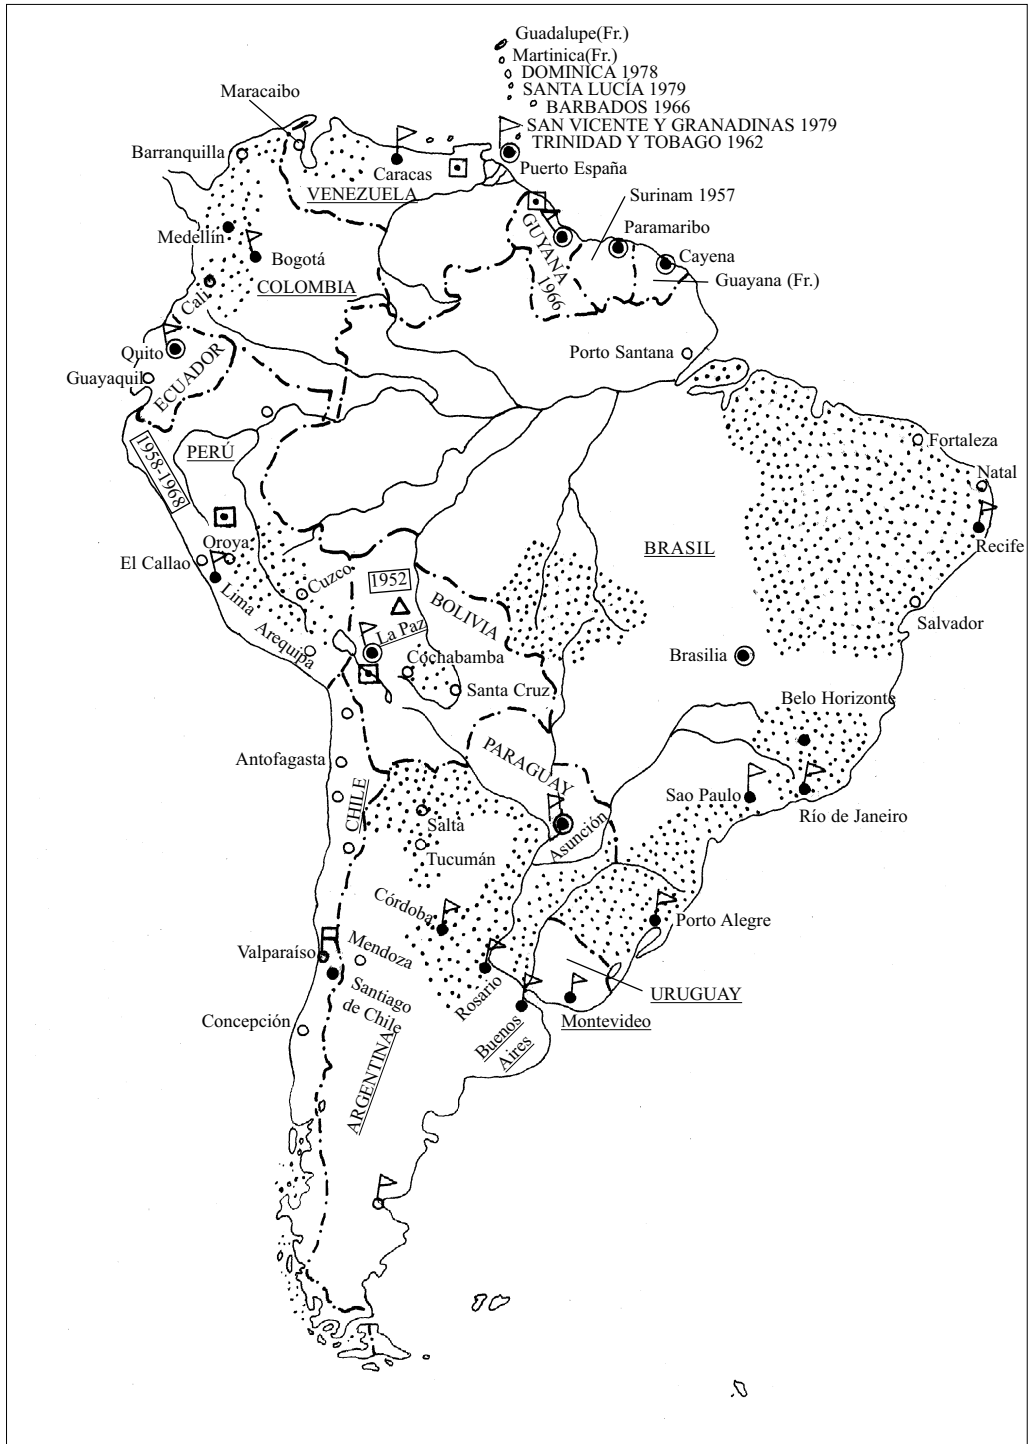 Guadalupe(Fr.)
Martinica(Fr.)
DOMINICA 1978
SANTA LUCÍA 1979
BARBADOS 1966
SAN VICENTE Y GRANADINAS 1979
TRINIDAD Y TOBAGO 1962
Maracaibo
Barranquilla
Caracas
Puerto España
VENEZUELA
Surinam 1957
GUYANA
1966
Paramaribo
Medellín
Bogotá
Cayena
Guayana (Fr.)
COLOMBIA
Cali
Quito
Porto Santana
Guayaquil
ECUADOR
Fortaleza
PERÚ
1958-1968
Natal
Oroya
BRASIL
Recife
El Callao
Cuzco
1952
Lima
BOLIVIA
La Paz
Salvador
Arequipa
Cochabamba
Brasilia
Santa Cruz
Belo Horizonte
PARAGUAY
Antofagasta
CHILE
Sao Paulo
Río de Janeiro
Salta
Asunción
Tucumán
Córdoba
Porto Alegre
Valparaíso
Mendoza
Santiago
de Chile
Rosario
URUGUAY
Concepción
Buenos
Aires
Montevideo
ARGENTINA